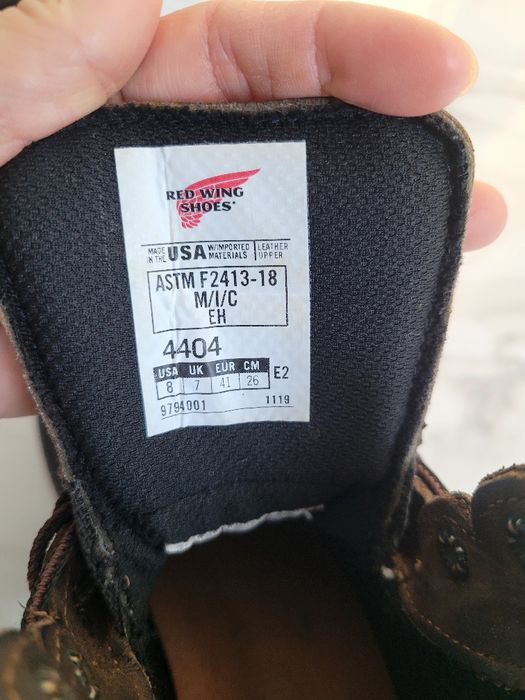 RED WING
SHOES
MADE IN THE USA W/IMPORTED MATERIALS LEATHER UPPER
ASTM F2413-18
M/I/C
EH
4404
USA UK EUR CM
8 7 41 26 E2
9794001 1119